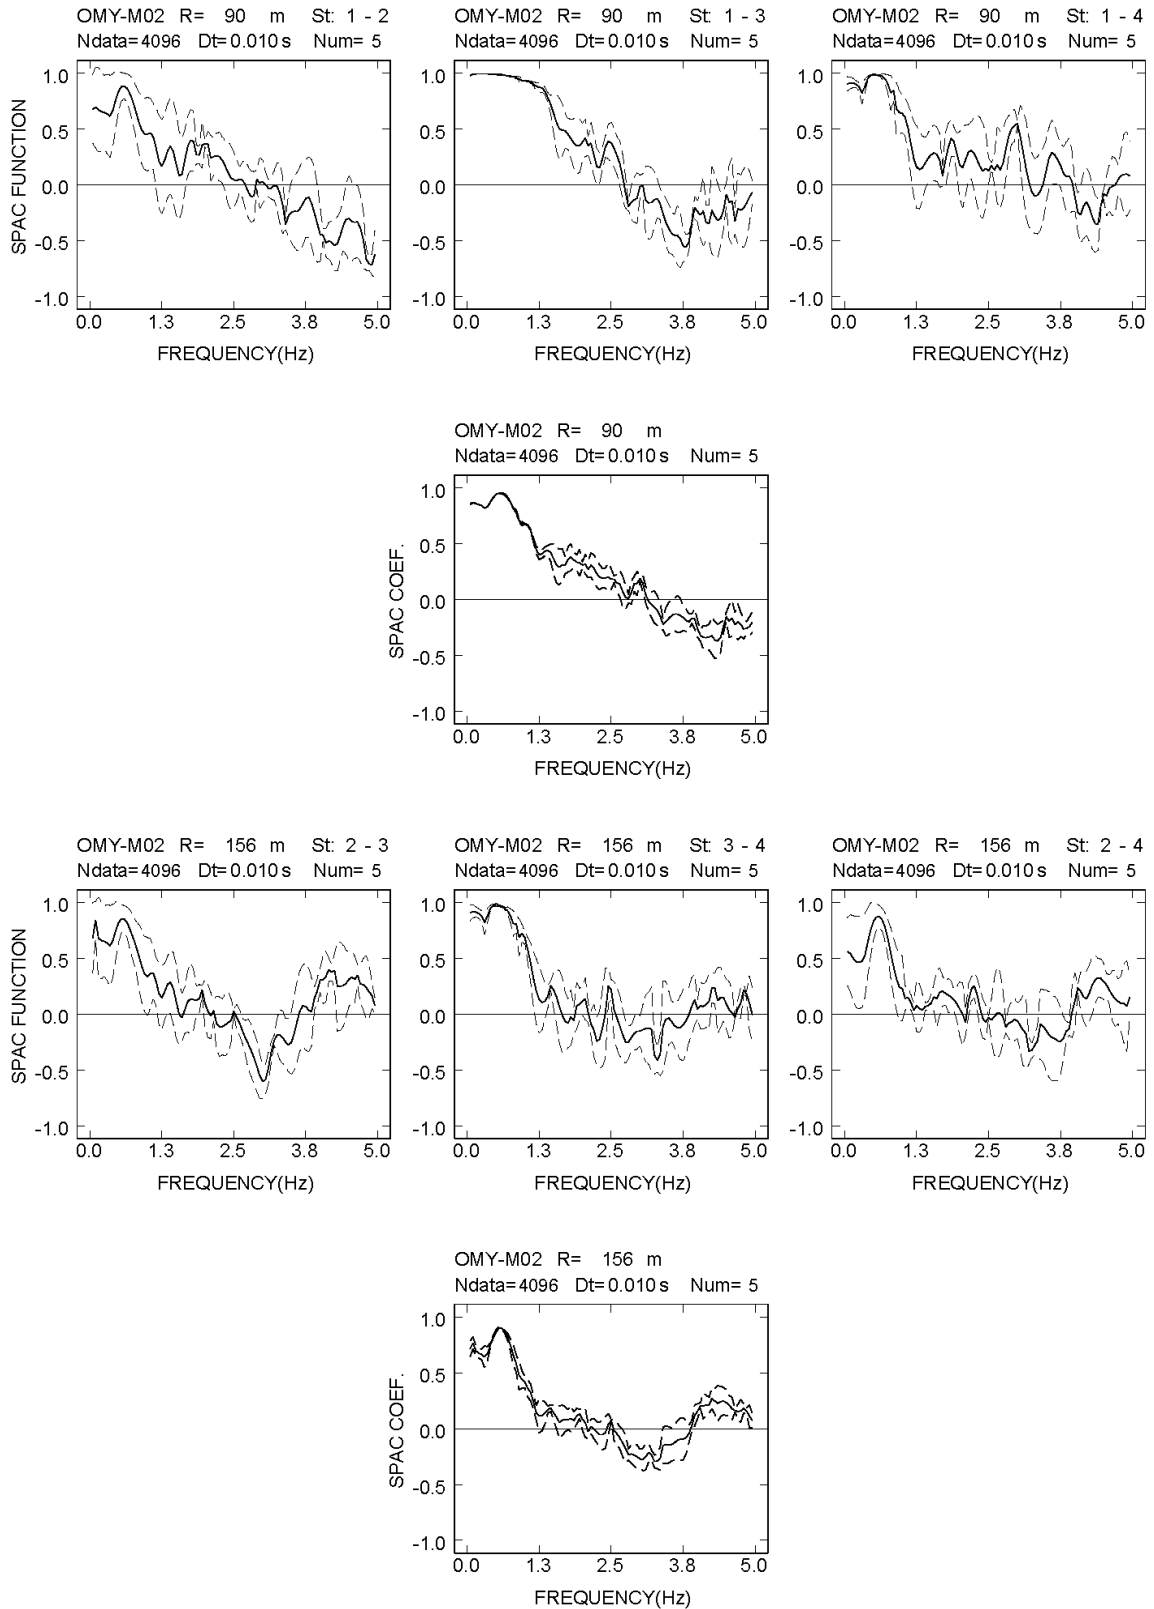 OMY-M02 R= 90 m St: 1 - 2
Ndata=4096 Dt=0.010 s Num= 5
1.0
0.5
0.0
-0.5
-1.0
SPAC FUNCTION
0.0 1.3 2.5 3.8 5.0
FREQUENCY(Hz)
OMY-M02 R= 90 m St: 1 - 3
Ndata=4096 Dt=0.010 s Num= 5
1.0
0.5
0.0
-0.5
-1.0
0.0 1.3 2.5 3.8 5.0
FREQUENCY(Hz)
OMY-M02 R= 90 m St: 1 - 4
Ndata=4096 Dt=0.010 s Num= 5
1.0
0.5
0.0
-0.5
-1.0
0.0 1.3 2.5 3.8 5.0
FREQUENCY(Hz)
OMY-M02 R= 90 m
Ndata=4096 Dt=0.010 s Num= 5
1.0
0.5
0.0
-0.5
-1.0
SPAC COEF.
0.0 1.3 2.5 3.8 5.0
FREQUENCY(Hz)
OMY-M02 R= 156 m St: 2 - 3
Ndata=4096 Dt=0.010 s Num= 5
1.0
0.5
0.0
-0.5
-1.0
SPAC FUNCTION
0.0 1.3 2.5 3.8 5.0
FREQUENCY(Hz)
OMY-M02 R= 156 m St: 3 - 4
Ndata=4096 Dt=0.010 s Num= 5
1.0
0.5
0.0
-0.5
-1.0
0.0 1.3 2.5 3.8 5.0
FREQUENCY(Hz)
OMY-M02 R= 156 m St: 2 - 4
Ndata=4096 Dt=0.010 s Num= 5
1.0
0.5
0.0
-0.5
-1.0
0.0 1.3 2.5 3.8 5.0
FREQUENCY(Hz)
OMY-M02 R= 156 m
Ndata=4096 Dt=0.010 s Num= 5
1.0
0.5
0.0
-0.5
-1.0
SPAC COEF.
0.0 1.3 2.5 3.8 5.0
FREQUENCY(Hz)